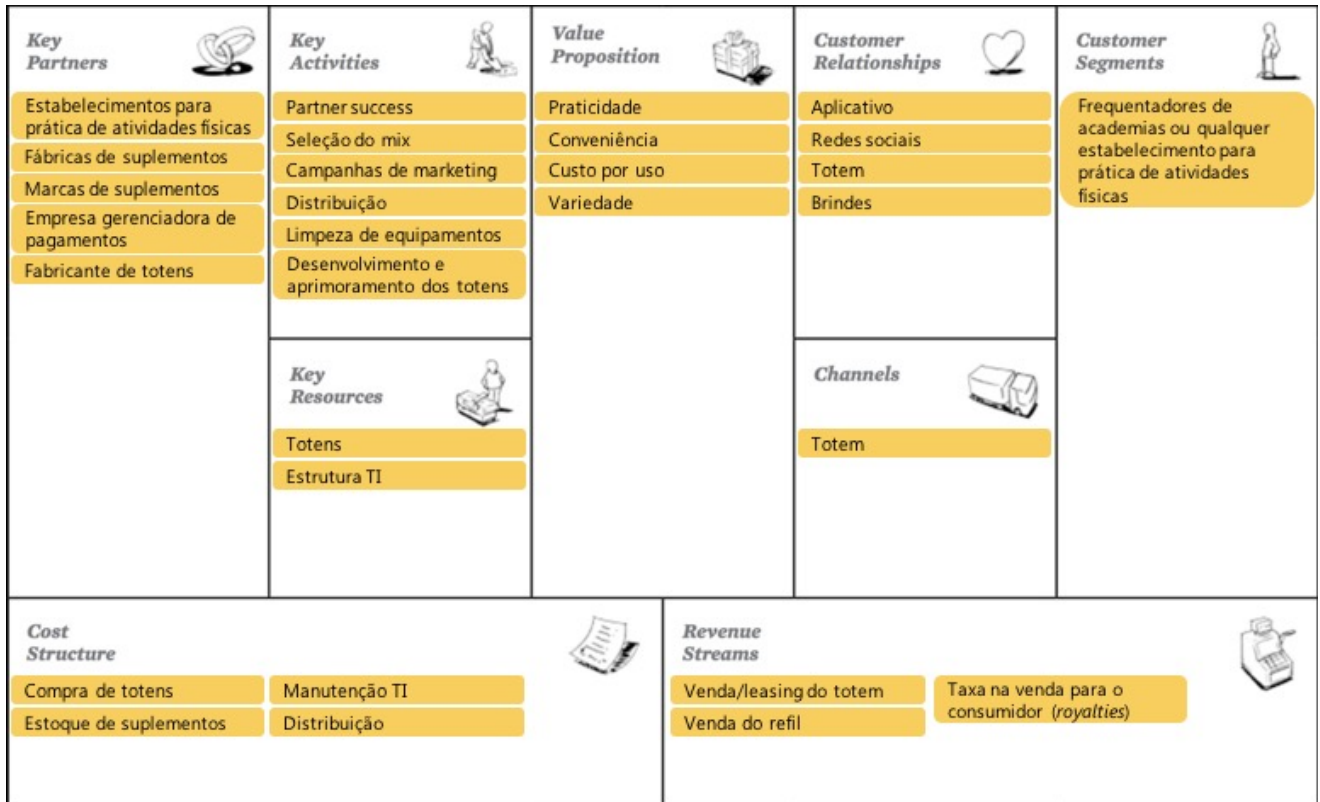 Key
Partners
Estabelecimentos para
prática de atividades físicas
Fábricas de suplementos
Marcas de suplementos
Empresa gerenciadora de
pagamentos
Fabricante de totens
Key
Activities
Partner success
Seleção do mix
Campanhas de marketing
Distribuição
Limpeza de equipamentos
Desenvolvimento e
aprimoramento dos totens
Key
Resources
Totens
Estrutura TI
Value
Proposition
Praticidade
Conveniência
Custo por uso
Variedade
Customer
Relationships
Aplicativo
Redes sociais
Totem
Brindes
Channels
Totem
Customer
Segments
Frequentadores de
academias ou qualquer
estabelecimento para
prática de atividades
físicas
Cost
Structure
Compra de totens
Estoque de suplementos
Manutenção TI
Distribuição
Revenue
Streams
Venda/leasing do totem
Venda do refil
Taxa na venda para o
consumidor (royalties)